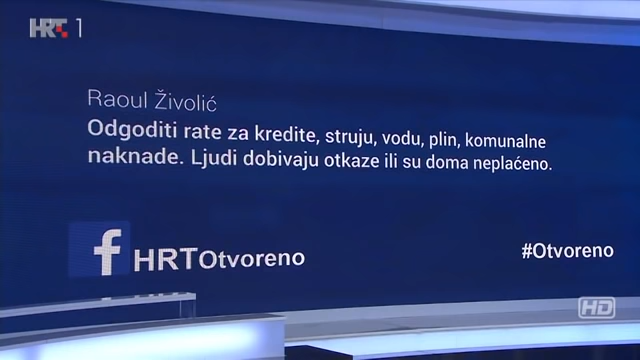 HRT 1
Raoul Živolić
Odgoditi rate za kredite, struju, vodu, plin, komunalne
naknade. Ljudi dobivaju otkaze ili su doma neplaćeno.
f HRTOtvoreno
#Otvoreno
HD